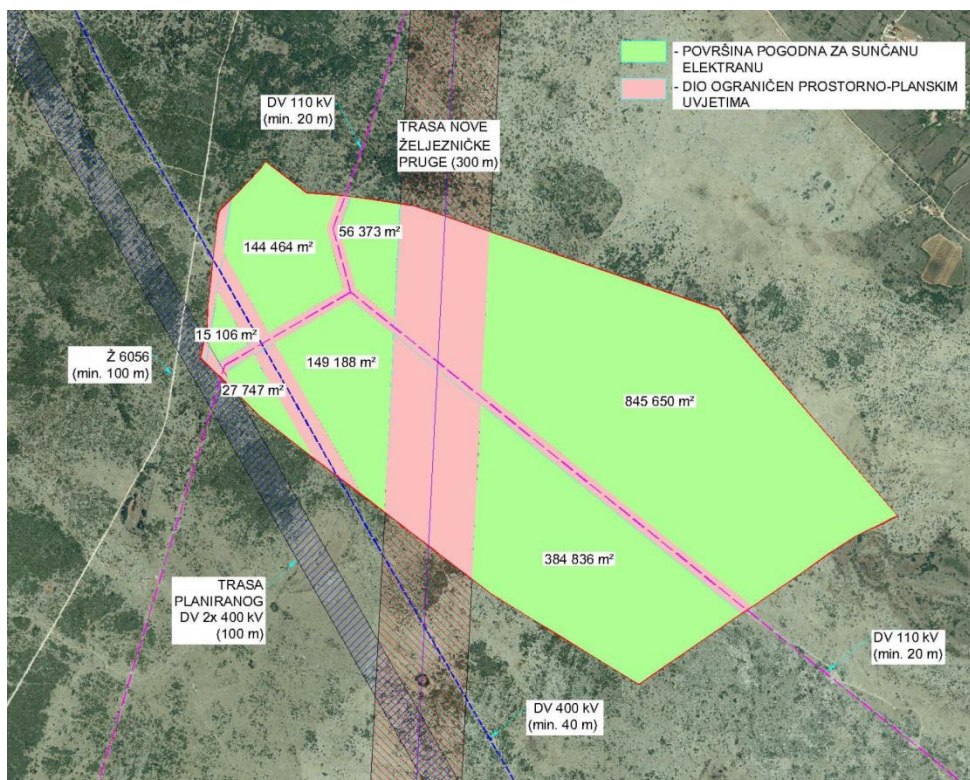 - POVRŠINA POGODNA ZA SUNČANU
ELEKTRANU
- DIO OGRANIČEN PROSTORNO-PLANSKIM
UVJETIMA
DV 110 kV
(min. 20 m)
TRASA NOVE
ŽELJEZNIČKE
PRUGE (300 m)
56 373 m²
144 464 m²
15 106 m²
149 188 m²
Ž 6056
(min. 100 m)
27 747 m²
845 650 m²
384 836 m²
TRASA
PLANIRANOG
DV 2x 400 kV
(100 m)
DV 110 kV
(min. 20 m)
DV 400 kV
(min. 40 m)